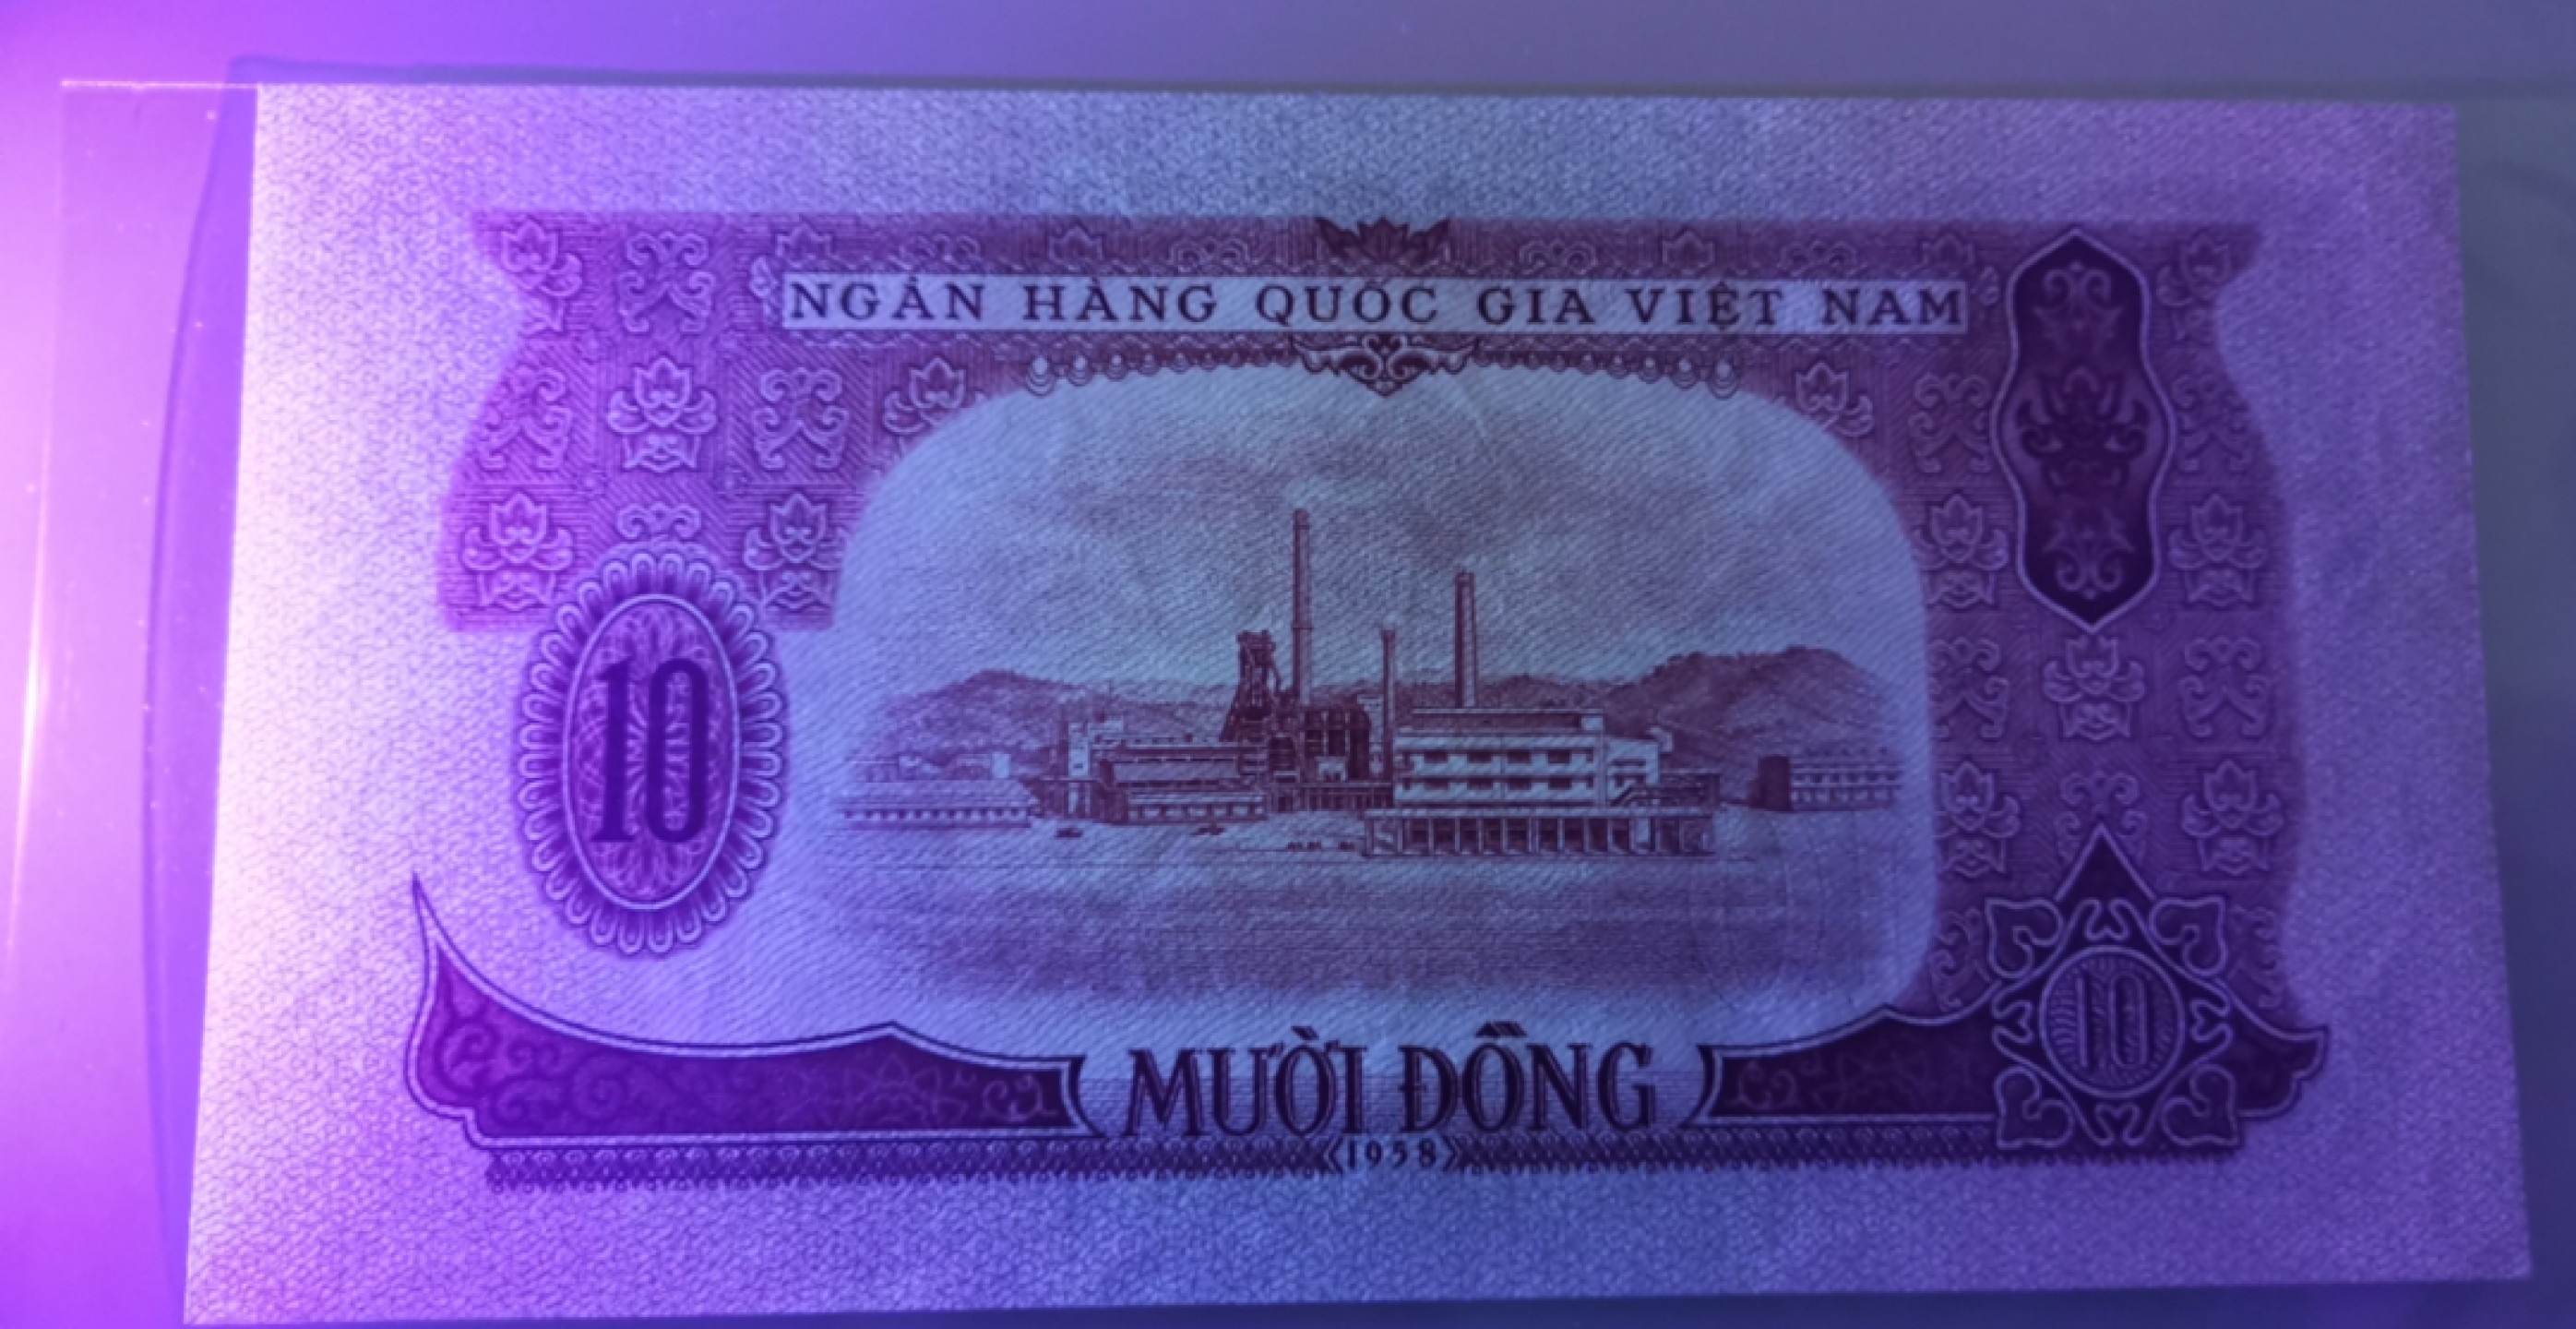 NGÂN HÀNG QUỐC GIA VIỆT NAM
10
10
MƯỜI ĐỒNG
1958